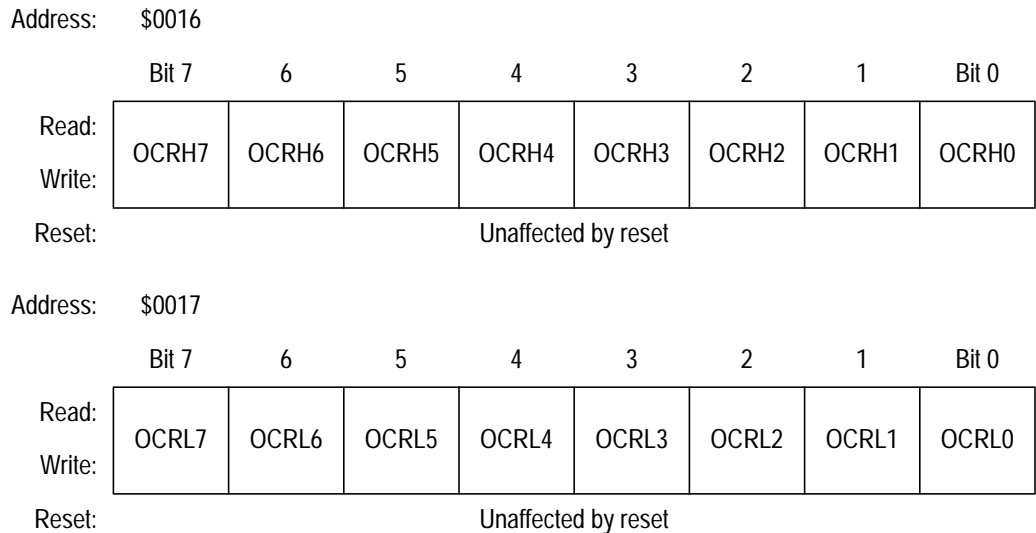 Address: $0016
Bit 7 6 5 4 3 2 1 Bit 0
Read:
OCRH7 OCRH6 OCRH5 OCRH4 OCRH3 OCRH2 OCRH1 OCRH0
Write:
Reset: Unaffected by reset
Address: $0017
Bit 7 6 5 4 3 2 1 Bit 0
Read:
OCRL7 OCRL6 OCRL5 OCRL4 OCRL3 OCRL2 OCRL1 OCRL0
Write:
Reset: Unaffected by reset